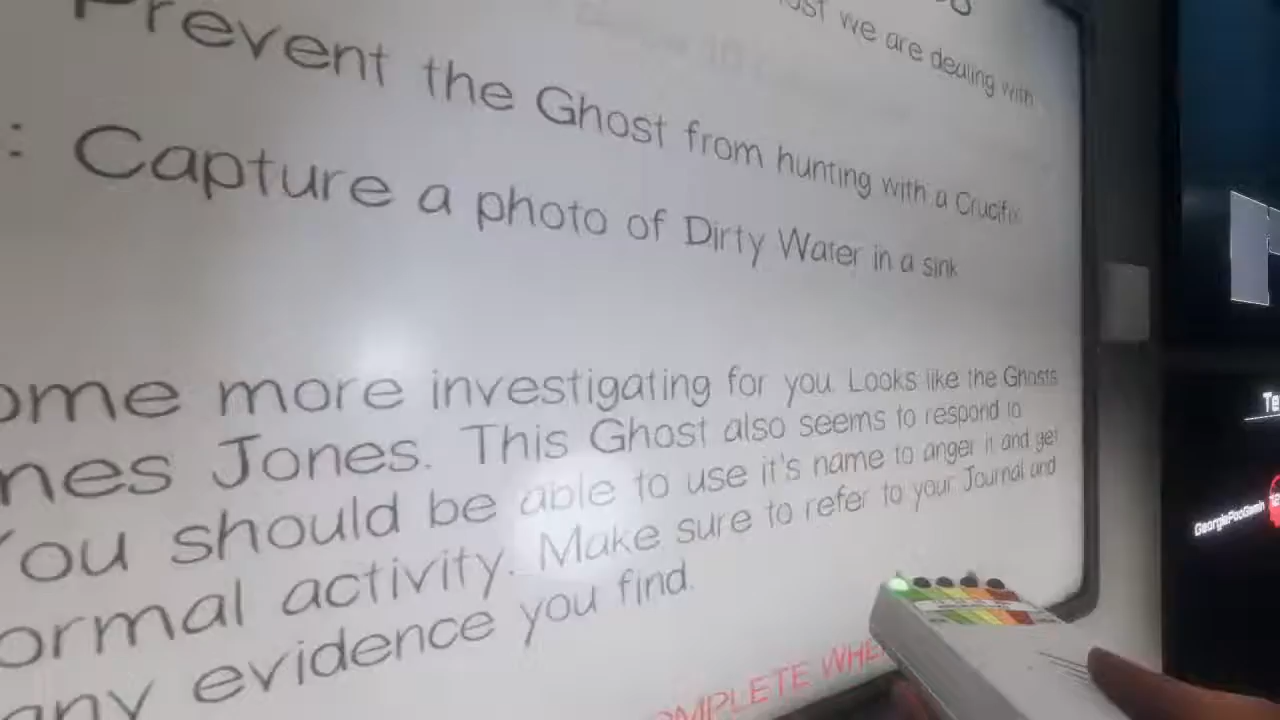 we are dealing with
Prevent the Ghost from hunting with a Crucifix
: Capture a photo of Dirty Water in a sink
ome more investigating for you. Looks like the Ghosts
nes Jones. This Ghost also seems to respond to
You should be able to use it's name to anger it and get
ormal activity. Make sure to refer to your Journal and
any evidence you find.
OMPLETE WHE
Te
GeorgiePooGamin